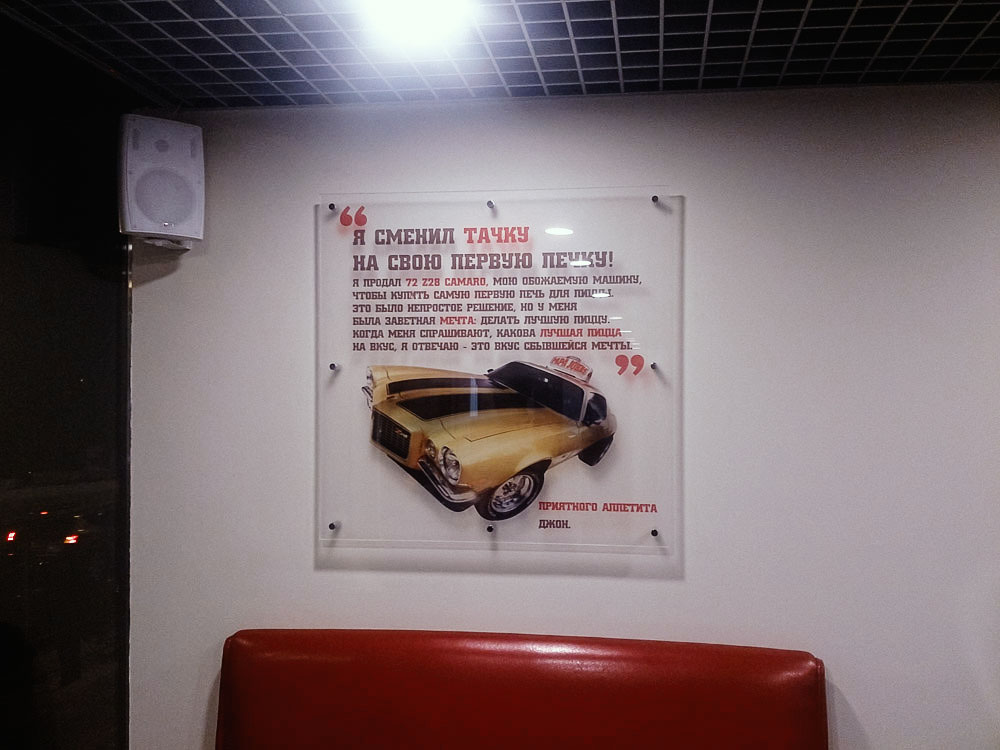 “
Я СМЕНИЛ ТАЧКУ
НА СВОЮ ПЕРВУЮ ПЕЧКУ!
Я ПРОДАЛ 72 Z28 CAMARO, МОЮ ОБОЖАЕМУЮ МАШИНУ,
ЧТОБЫ КУПИТЬ САМУЮ ПЕРВУЮ ПЕЧЬ ДЛЯ ПИЦЦЫ.
ЭТО БЫЛО НЕПРОСТОЕ РЕШЕНИЕ, НО У МЕНЯ
БЫЛА ЗАВЕТНАЯ МЕЧТА: ДЕЛАТЬ ЛУЧШУЮ ПИЦЦУ.
КОГДА МЕНЯ СПРАШИВАЮТ, КАКОВА ЛУЧШАЯ ПИЦЦА
НА ВКУС, Я ОТВЕЧАЮ - ЭТО ВКУС СБЫВШЕЙСЯ МЕЧТЫ.
”
ПРИЯТНОГО АППЕТИТА
ДЖОН.